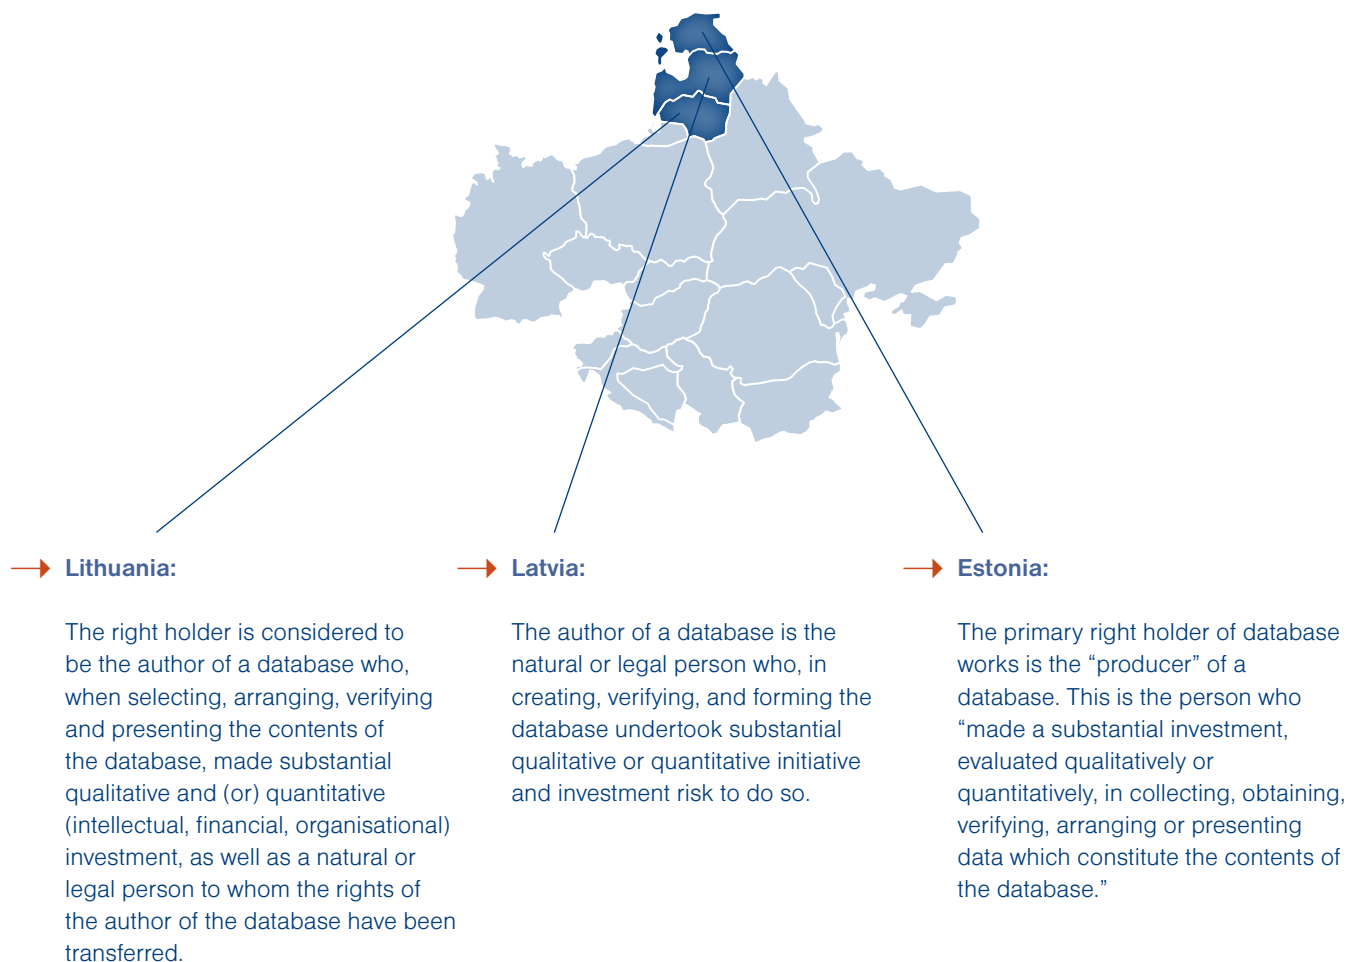 Lithuania:
The right holder is considered to
be the author of a database who,
when selecting, arranging, verifying
and presenting the contents of
the database, made substantial
qualitative and (or) quantitative
(intellectual, financial, organisational)
investment, as well as a natural or
legal person to whom the rights of
the author of the database have been
transferred.
Latvia:
The author of a database is the
natural or legal person who, in
creating, verifying, and forming the
database undertook substantial
qualitative or quantitative initiative
and investment risk to do so.
Estonia:
The primary right holder of database
works is the “producer” of a
database. This is the person who
“made a substantial investment,
evaluated qualitatively or
quantitatively, in collecting, obtaining,
verifying, arranging or presenting
data which constitute the contents of
the database.”